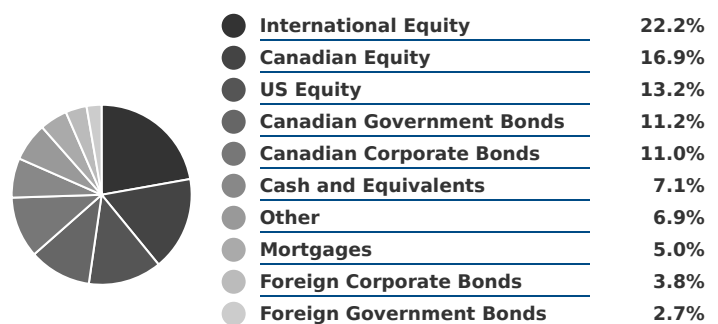 International Equity 22.2%
Canadian Equity 16.9%
US Equity 13.2%
Canadian Government Bonds 11.2%
Canadian Corporate Bonds 11.0%
Cash and Equivalents 7.1%
Other 6.9%
Mortgages 5.0%
Foreign Corporate Bonds 3.8%
Foreign Government Bonds 2.7%